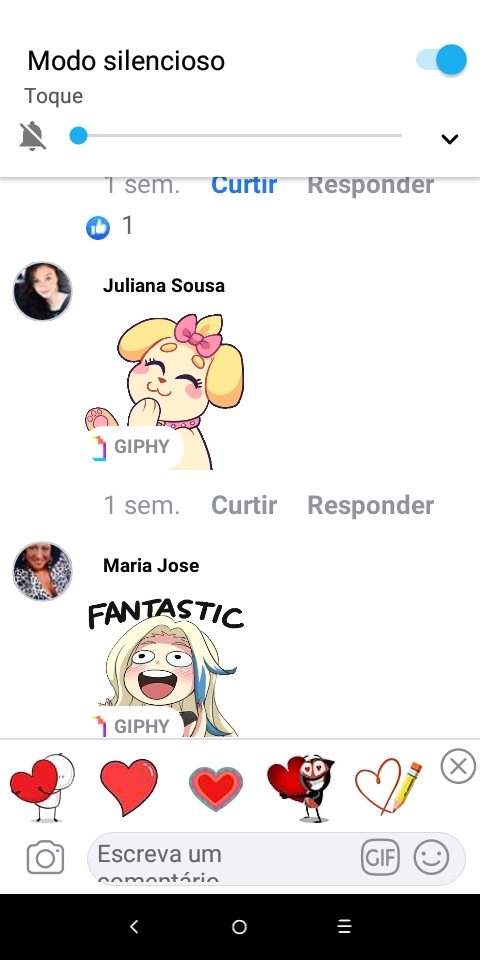 Modo silencioso
Toque
1 sem. Curtir Responder
1
Juliana Sousa
GIPHY
1 sem. Curtir Responder
Maria Jose
FANTASTIC
GIPHY
Escreva um
comentário
GIF